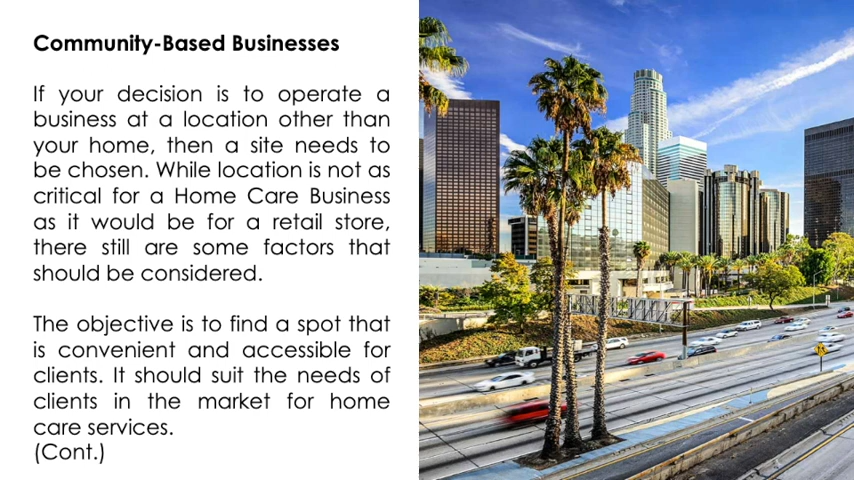 Community-Based Businesses
If your decision is to operate a
business at a location other than
your home, then a site needs to
be chosen. While location is not as
critical for a Home Care Business
as it would be for a retail store,
there still are some factors that
should be considered.
The objective is to find a spot that
is convenient and accessible for
clients. It should suit the needs of
clients in the market for home
care services.
(Cont.)